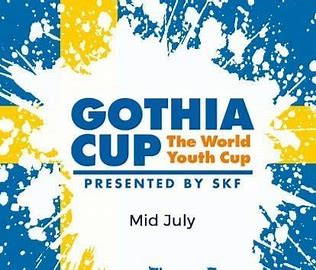 GOTHIA
CUP The World
Youth Cup
PRESENTED BY SKF
Mid July